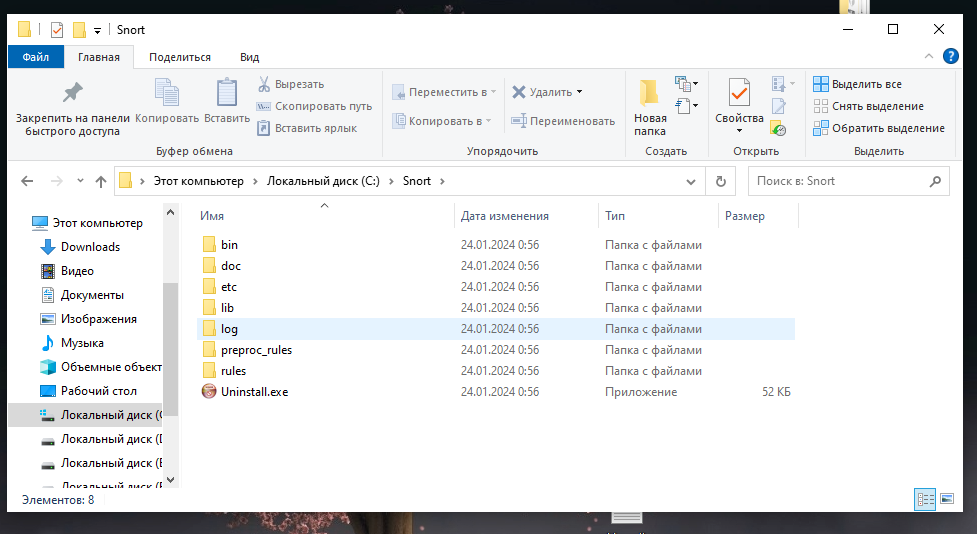 Snort
Файл Главная Поделиться Вид
Закрепить на панели быстрого доступа
Копировать
Вставить
Вырезать
Скопировать путь
Вставить ярлык
Буфер обмена
Переместить в
Копировать в
Удалить
Переименовать
Упорядочить
Новая папка
Создать
Свойства
Открыть
Выделить все
Снять выделение
Обратить выделение
Выделить
Этот компьютер › Локальный диск (C:) › Snort
Поиск в: Snort
Этот компьютер
Downloads
Видео
Документы
Изображения
Музыка
Объемные объект
Рабочий стол
Локальный диск (C
Локальный диск (D
Локальный диск (E
Локальный диск (F
Имя Дата изменения Тип Размер
bin 24.01.2024 0:56 Папка с файлами
doc 24.01.2024 0:56 Папка с файлами
etc 24.01.2024 0:56 Папка с файлами
lib 24.01.2024 0:56 Папка с файлами
log 24.01.2024 0:56 Папка с файлами
preproc_rules 24.01.2024 0:56 Папка с файлами
rules 24.01.2024 0:56 Папка с файлами
Uninstall.exe 24.01.2024 0:56 Приложение 52 КБ
Элементов: 8